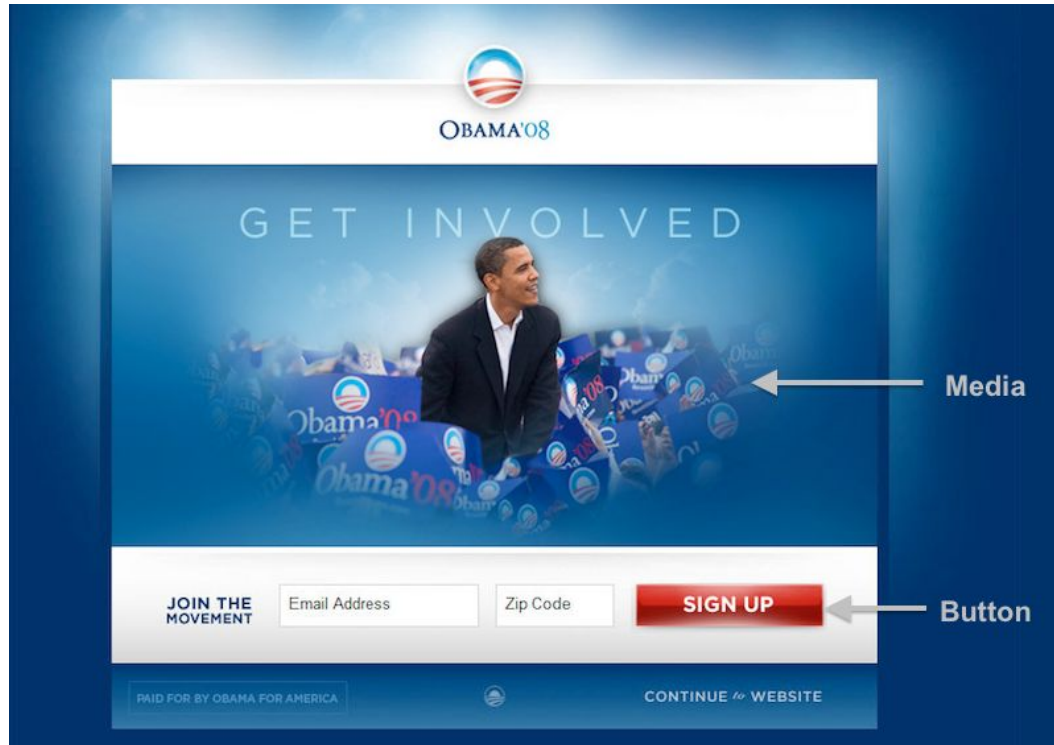 OBAMA'08
GET INVOLVED
Obama'08
Obama'08
Obama
Obama
Media
JOIN THE
MOVEMENT
Email Address
Zip Code
SIGN UP
Button
PAID FOR BY OBAMA FOR AMERICA
CONTINUE to WEBSITE